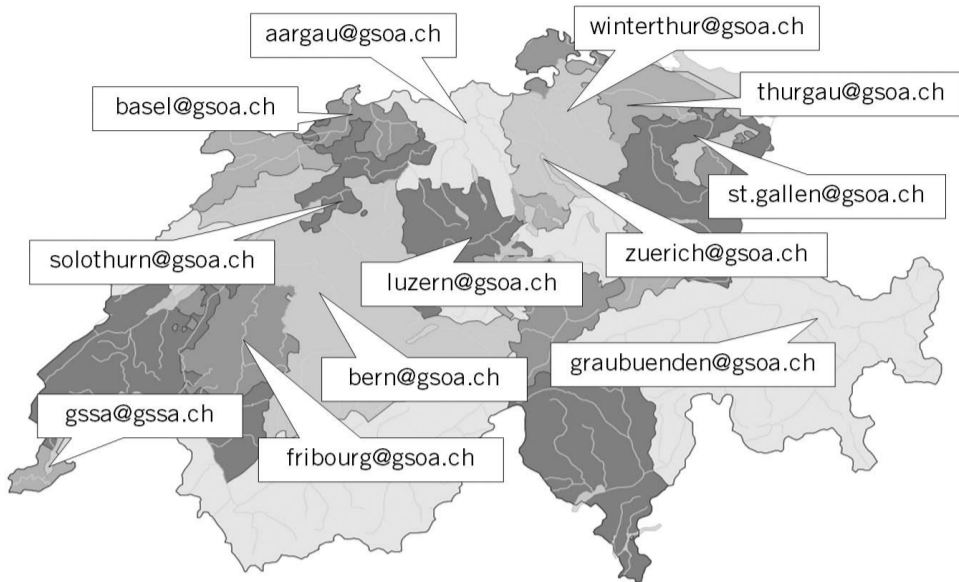 aargau@gsoa.ch
winterthur@gsoa.ch
basel@gsoa.ch
thurgau@gsoa.ch
st.gallen@gsoa.ch
solothurn@gsoa.ch
luzern@gsoa.ch
zuerich@gsoa.ch
bern@gsoa.ch
graubuenden@gsoa.ch
gssa@gssa.ch
fribourg@gsoa.ch